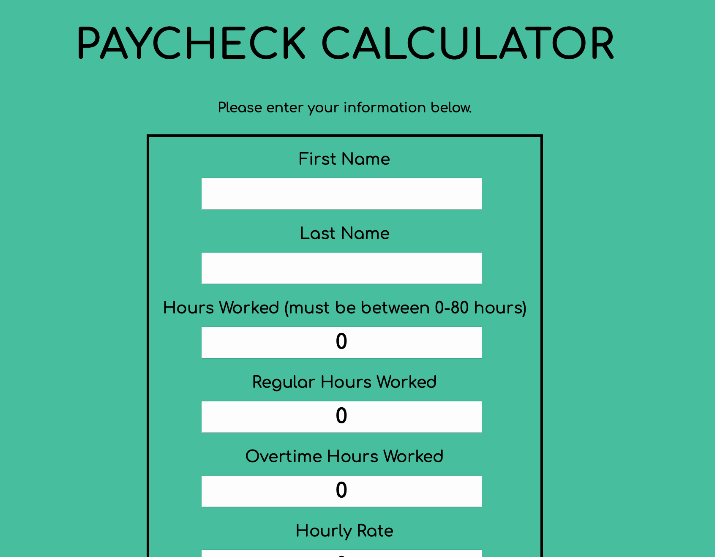 PAYCHECK CALCULATOR
Please enter your information below.
First Name
Last Name
Hours Worked (must be between 0-80 hours)
0
Regular Hours Worked
0
Overtime Hours Worked
0
Hourly Rate